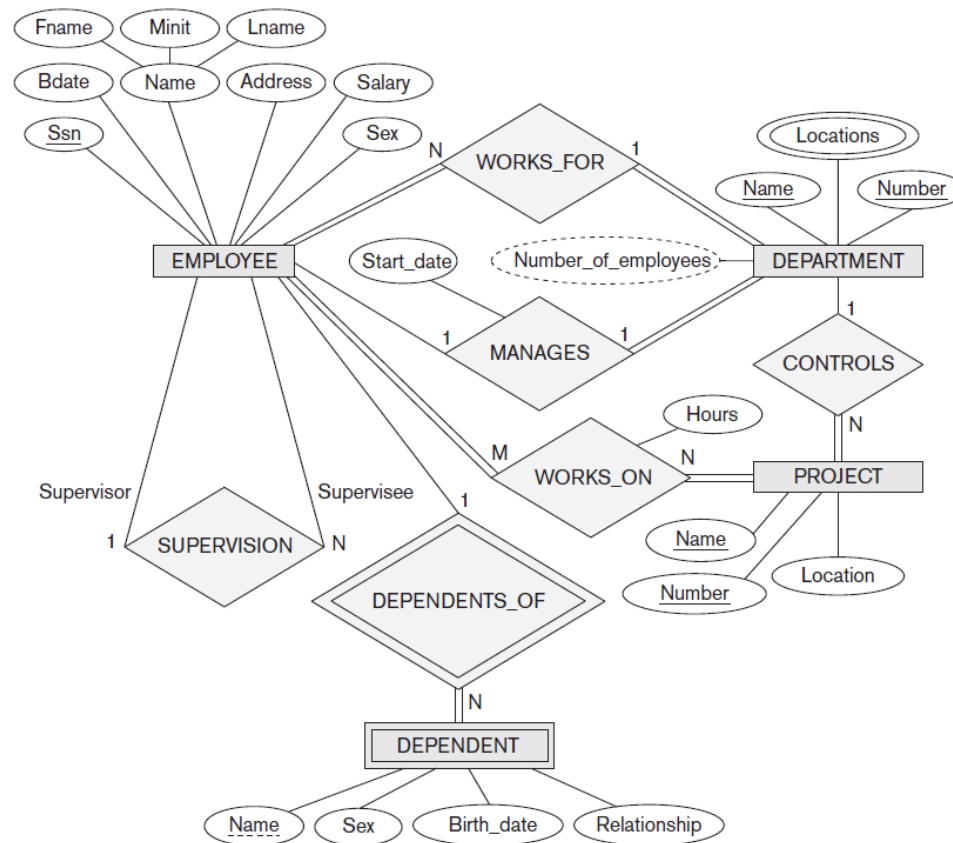 Fname
Minit
Lname
Bdate
Name
Address
Salary
Ssn
Sex
N
WORKS_FOR
1
Locations
Name
Number
EMPLOYEE
Start_date
Number_of_employees
DEPARTMENT
1
MANAGES
1
1
CONTROLS
N
Hours
M
WORKS_ON
N
PROJECT
Supervisor
Supervisee
1
SUPERVISION
N
Name
Number
Location
1
DEPENDENTS_OF
N
DEPENDENT
Name
Sex
Birth_date
Relationship